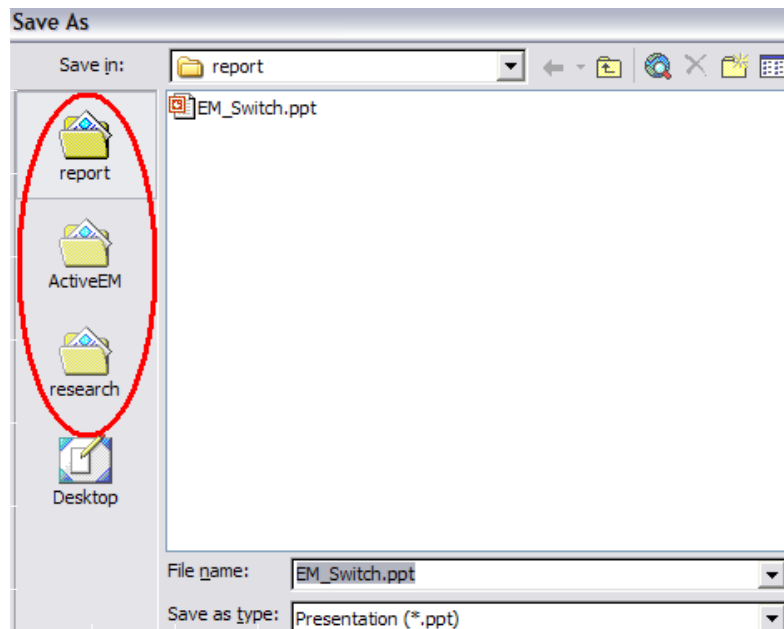 Save As
Save in:
report
EM_Switch.ppt
report
ActiveEM
research
Desktop
File name:
EM_Switch.ppt
Save as type:
Presentation (*.ppt)